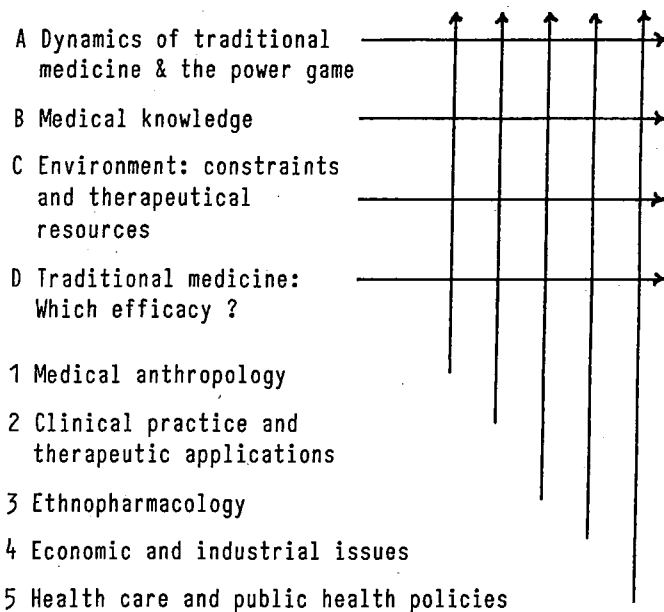 A Dynamics of traditional
medicine & the power game
B Medical knowledge
C Environment: constraints
and therapeutical
resources
D Traditional medicine:
Which efficacy ?
1 Medical anthropology
2 Clinical practice and
therapeutic applications
3 Ethnopharmacology
4 Economic and industrial issues
5 Health care and public health policies